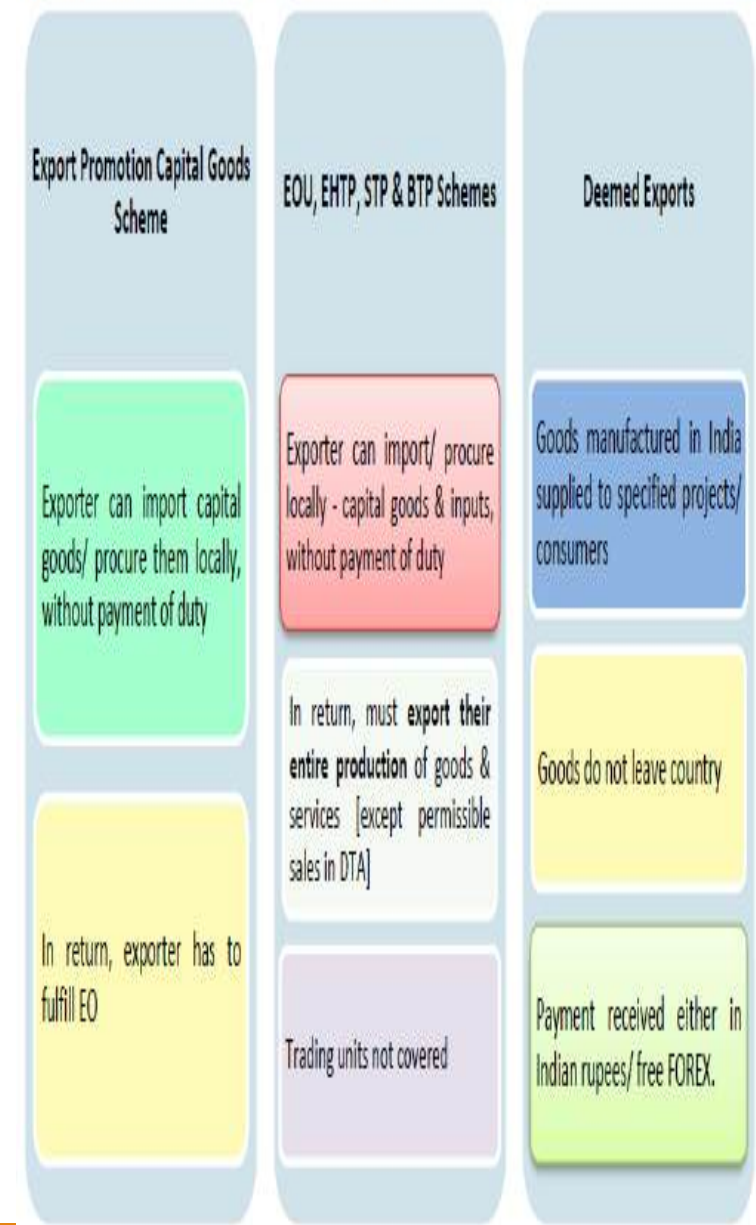 Export Promotion Capital Goods
Scheme
Exporter can import capital
goods/ procure them locally,
without payment of duty
In return, exporter has to
fulfill EO
EOU, EHTP, STP & BTP Schemes
Exporter can import/ procure
locally - capital goods & inputs,
without payment of duty
In return, must export their
entire production of goods &
services [except permissible
sales in DTA]
Trading units not covered
Deemed Exports
Goods manufactured in India
supplied to specified projects/
consumers
Goods do not leave country
Payment received either in
Indian rupees/ free FOREX.